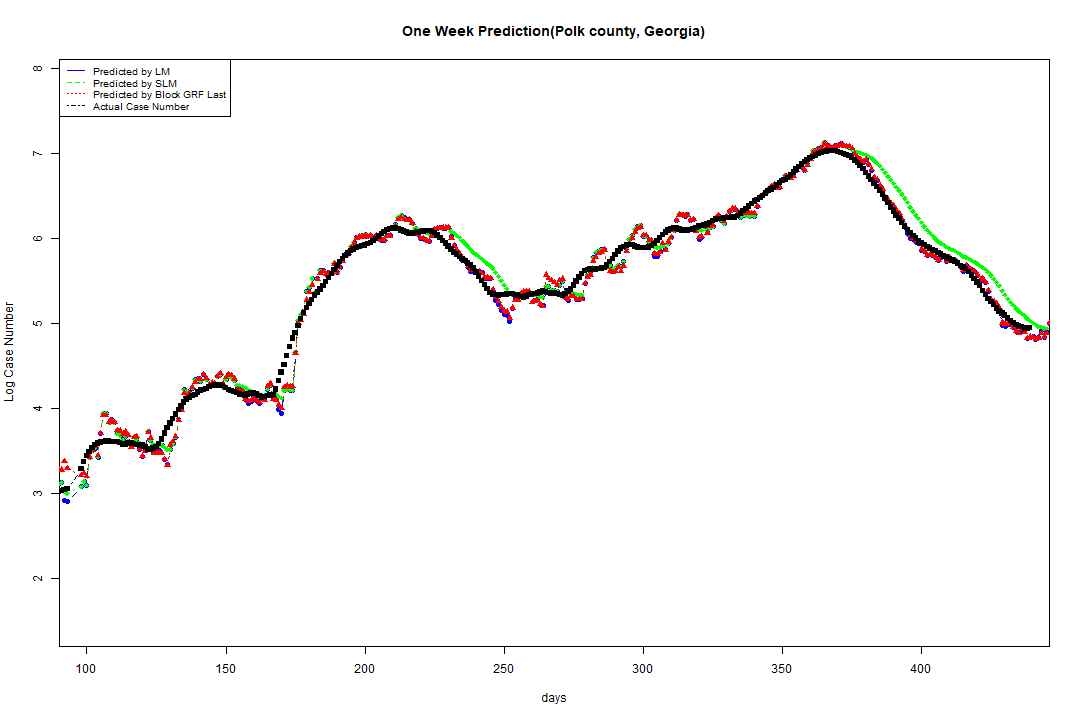 One Week Prediction(Polk county, Georgia)
Predicted by LM
Predicted by SLM
Predicted by Block GRF Last
Actual Case Number
8
7
6
5
4
3
2
Log Case Number
100 150 200 250 300 350 400
days